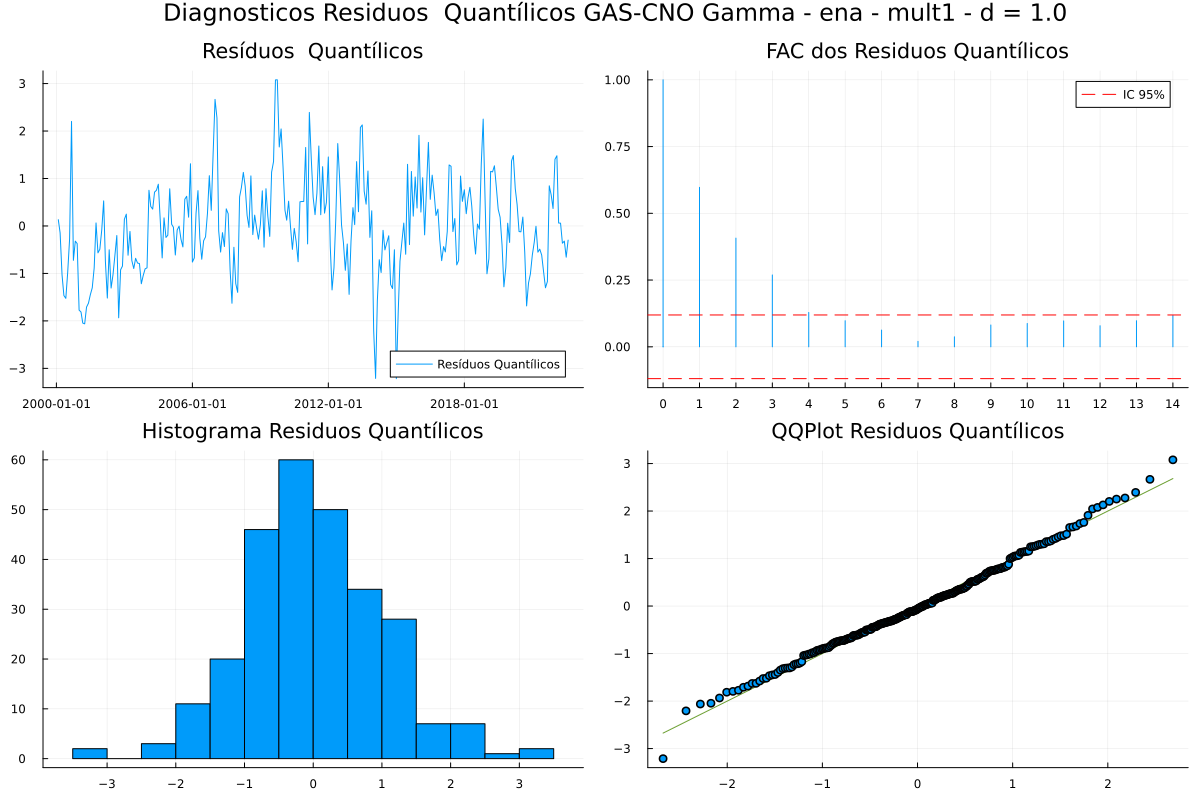 Diagnosticos Residuos  Quantílicos GAS-CNO Gamma - ena - mult1 - d = 1.0
Resíduos  Quantílicos
3
2
1
0
−1
−2
−3
Resíduos Quantílicos
2000-01-01 2006-01-01 2012-01-01 2018-01-01
FAC dos Residuos Quantílicos
1.00
0.75
0.50
0.25
0.00
IC 95%
0 1 2 3 4 5 6 7 8 9 10 11 12 13 14
Histograma Residuos Quantílicos
60
50
40
30
20
10
0
−3 −2 −1 0 1 2 3
QQPlot Residuos Quantílicos
3
2
1
0
−1
−2
−3
−2 −1 0 1 2